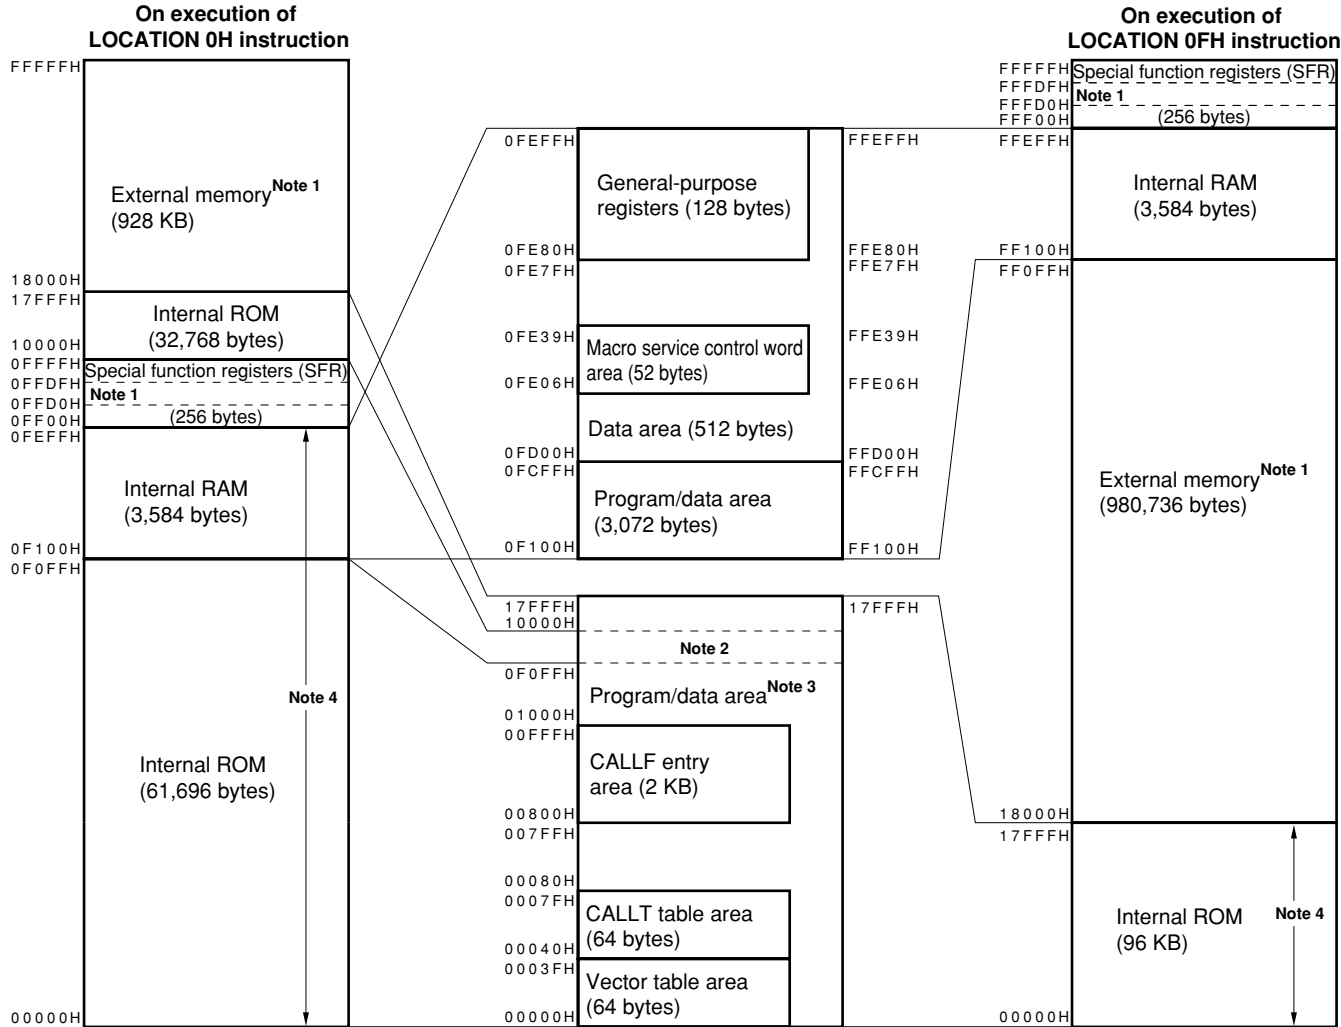 On execution of
LOCATION 0H instruction
FFFFFH
External memory Note 1
(928 KB)
18000H
17FFFH
Internal ROM
(32,768 bytes)
10000H
0FFFFH
Special function registers (SFR)
0FFDFH
Note 1
0FFD0H
(256 bytes)
0FF00H
0FEFFH
Internal RAM
(3,584 bytes)
0F100H
0F0FFH
Note 4
Internal ROM
(61,696 bytes)
00000H
0FEFFH
FFEFFH
General-purpose
registers (128 bytes)
0FE80H
FFE80H
0FE7FH
FFE7FH
0FE39H
FFE39H
Macro service control word
area (52 bytes)
0FE06H
FFE06H
Data area (512 bytes)
0FD00H
FFD00H
0FCFFH
FFCFFH
Program/data area
(3,072 bytes)
0F100H
FF100H
17FFFH
17FFFH
10000H
Note 2
0F0FFH
Program/data area Note 3
01000H
00FFFH
CALLF entry
area (2 KB)
00800H
007FFH
00080H
0007FH
CALLT table area
(64 bytes)
00040H
0003FH
Vector table area
(64 bytes)
00000H
On execution of
LOCATION 0FH instruction
FFFFFH
Special function registers (SFR)
FFFDFH
Note 1
FFFD0H
(256 bytes)
FFF00H
FFEFFH
Internal RAM
(3,584 bytes)
FF100H
FF0FFH
External memory Note 1
(980,736 bytes)
18000H
17FFFH
Internal ROM
(96 KB)
Note 4
00000H